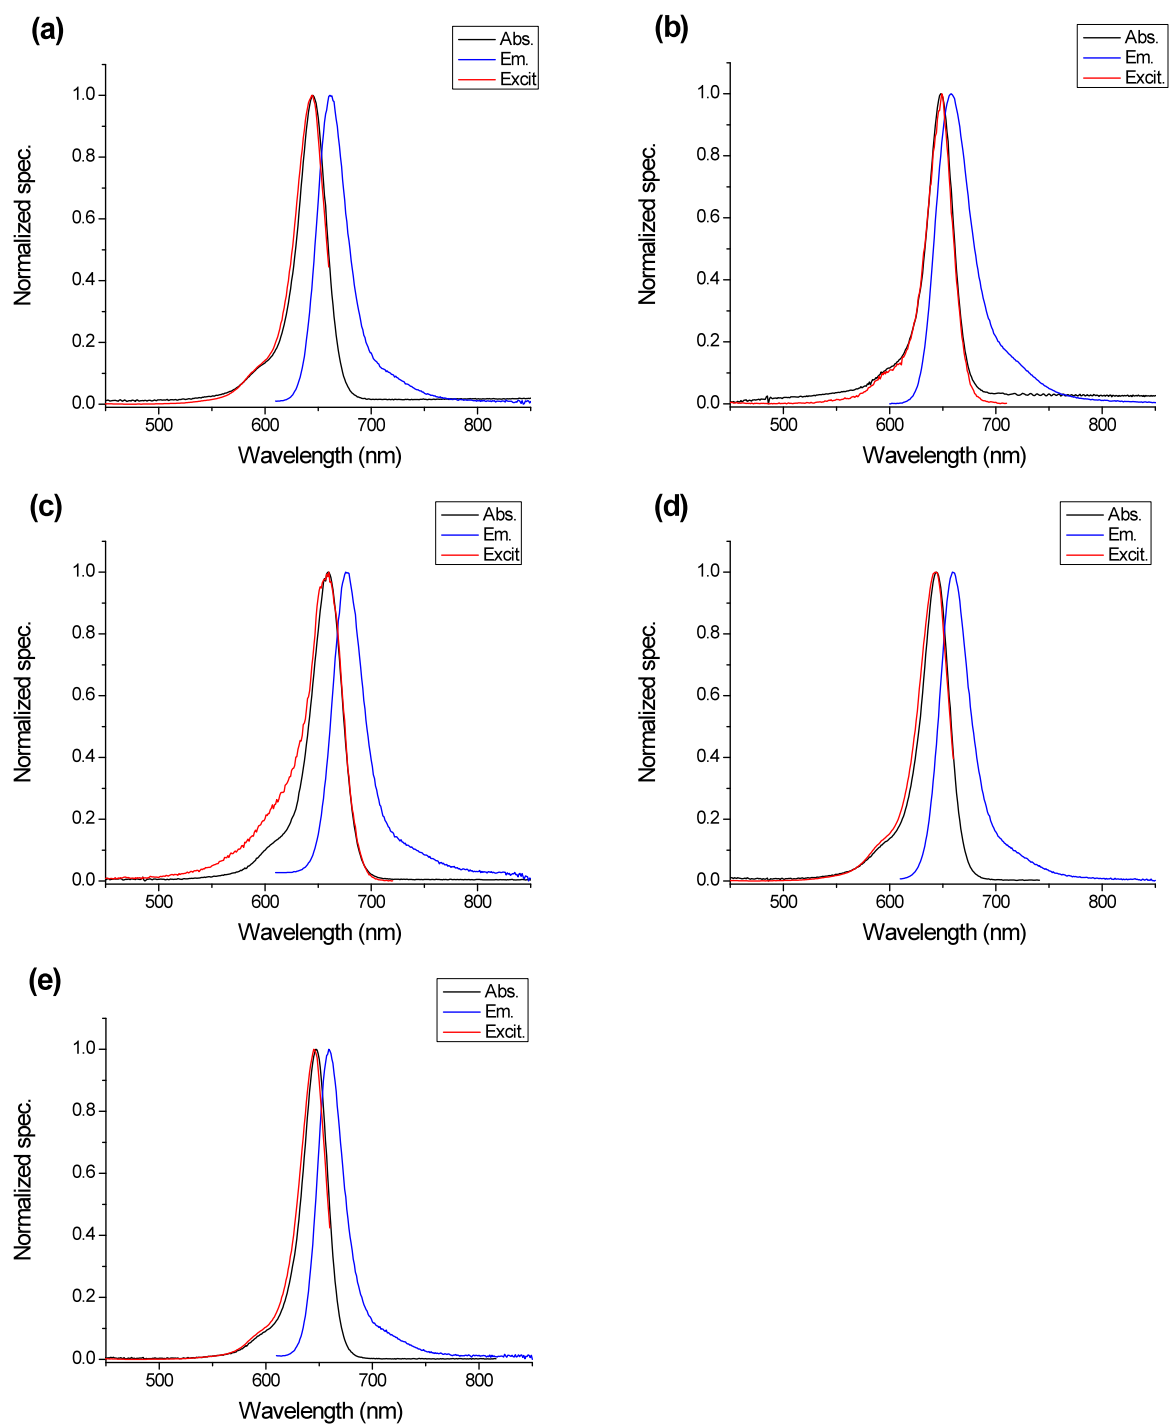 (a)
Abs.
Em.
Excit
1.0
0.8
0.6
0.4
0.2
0.0
Normalized spec.
500 600 700 800
Wavelength (nm)
(b)
Abs.
Em.
Excit.
1.0
0.8
0.6
0.4
0.2
0.0
Normalized spec.
500 600 700 800
Wavelength (nm)
(c)
Abs.
Em.
Excit
1.0
0.8
0.6
0.4
0.2
0.0
Normalized spec.
500 600 700 800
Wavelength (nm)
(d)
Abs.
Em.
Excit.
1.0
0.8
0.6
0.4
0.2
0.0
Normalized spec.
500 600 700 800
Wavelength (nm)
(e)
Abs.
Em.
Excit.
1.0
0.8
0.6
0.4
0.2
0.0
Normalized spec.
500 600 700 800
Wavelength (nm)